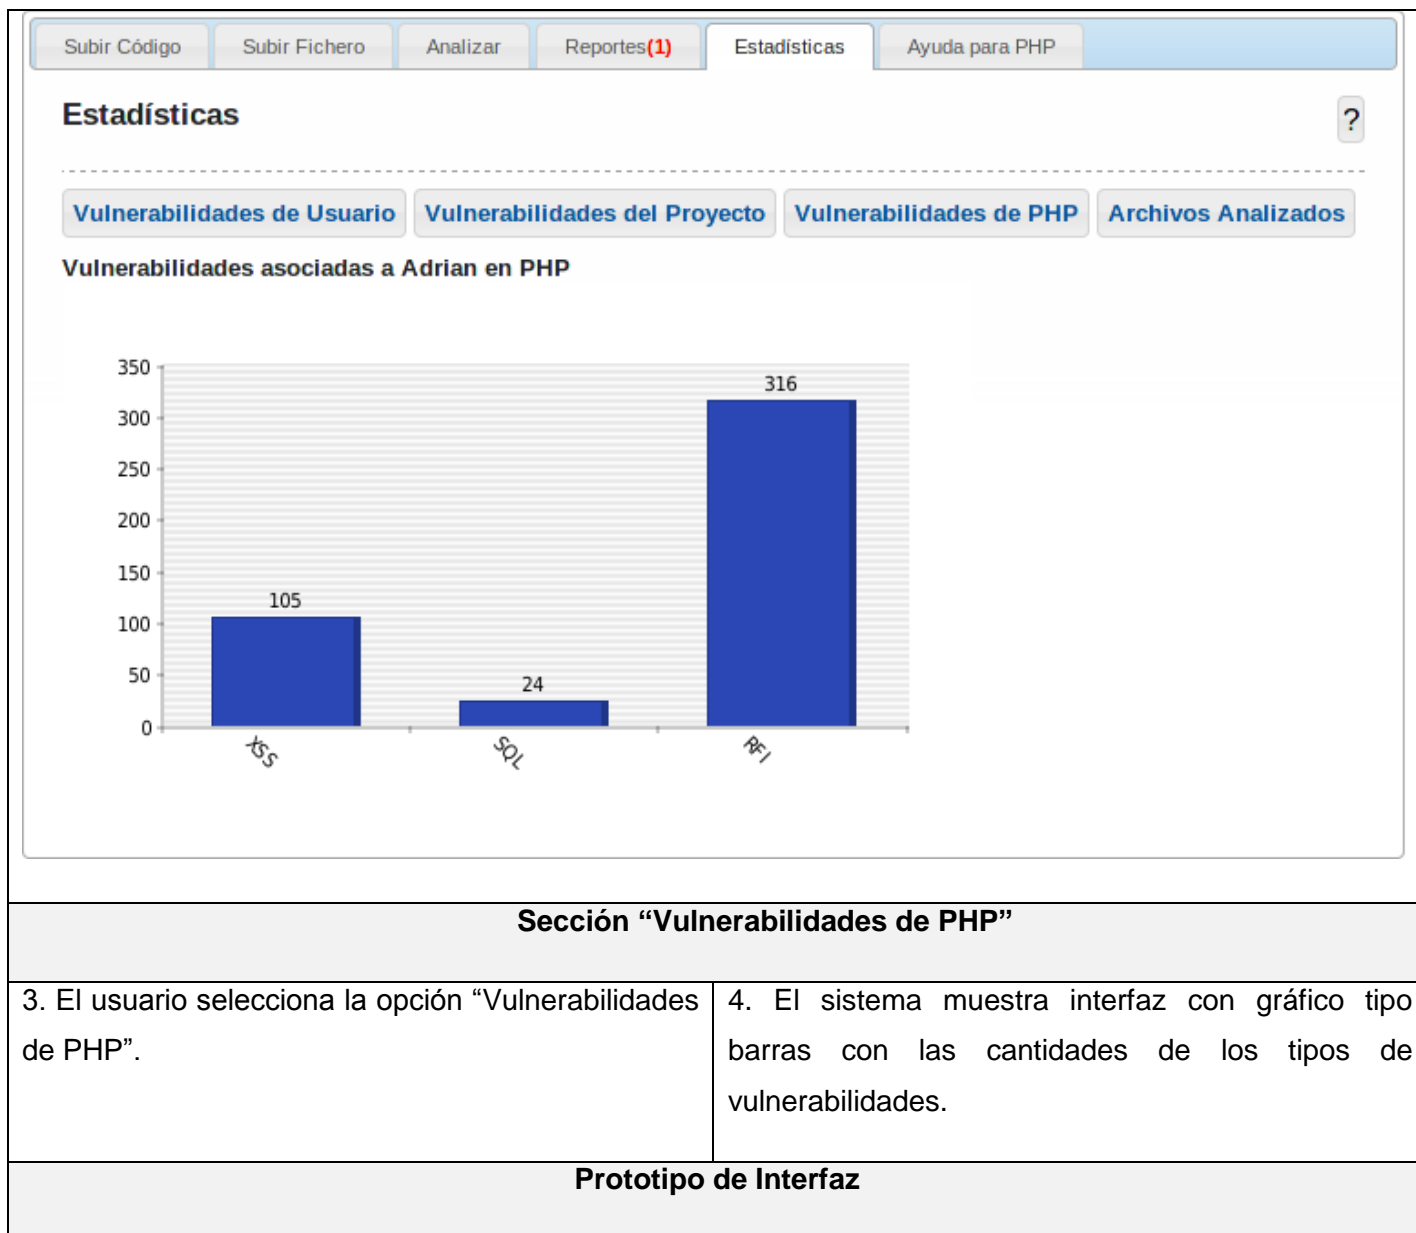 Subir Código Subir Fichero Analizar Reportes(1) Estadísticas Ayuda para PHP
Estadísticas ?
Vulnerabilidades de Usuario Vulnerabilidades del Proyecto Vulnerabilidades de PHP Archivos Analizados
Vulnerabilidades asociadas a Adrian en PHP
350
316
300
250
200
150
105
100
50
24
0
XSS SQL RFI
Sección “Vulnerabilidades de PHP”
3. El usuario selecciona la opción “Vulnerabilidades
de PHP”.
4. El sistema muestra interfaz con gráfico tipo
barras con las cantidades de los tipos de
vulnerabilidades.
Prototipo de Interfaz